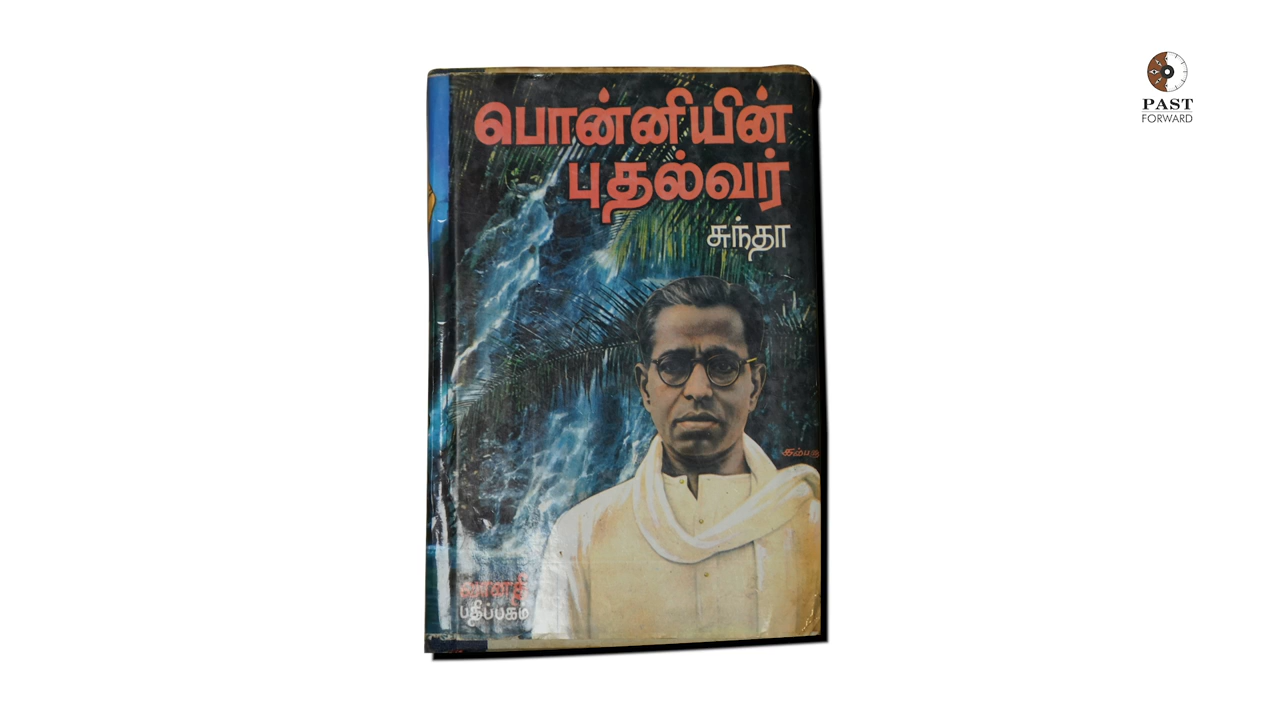 பொன்னியின்
புதல்வர்
சுந்தா
வானதி
பதிப்பகம்
PAST
FORWARD